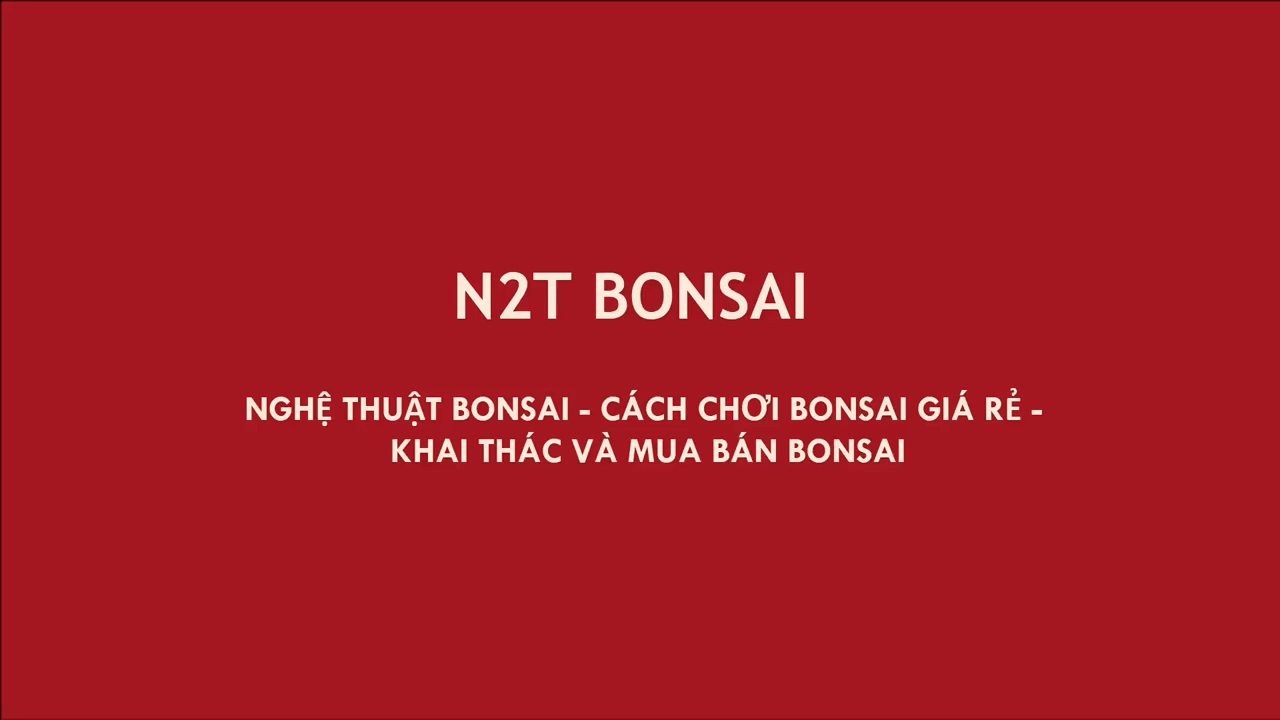 N2T BONSAI
NGHỆ THUẬT BONSAI - CÁCH CHƠI BONSAI GIÁ RẺ -
KHAI THÁC VÀ MUA BÁN BONSAI